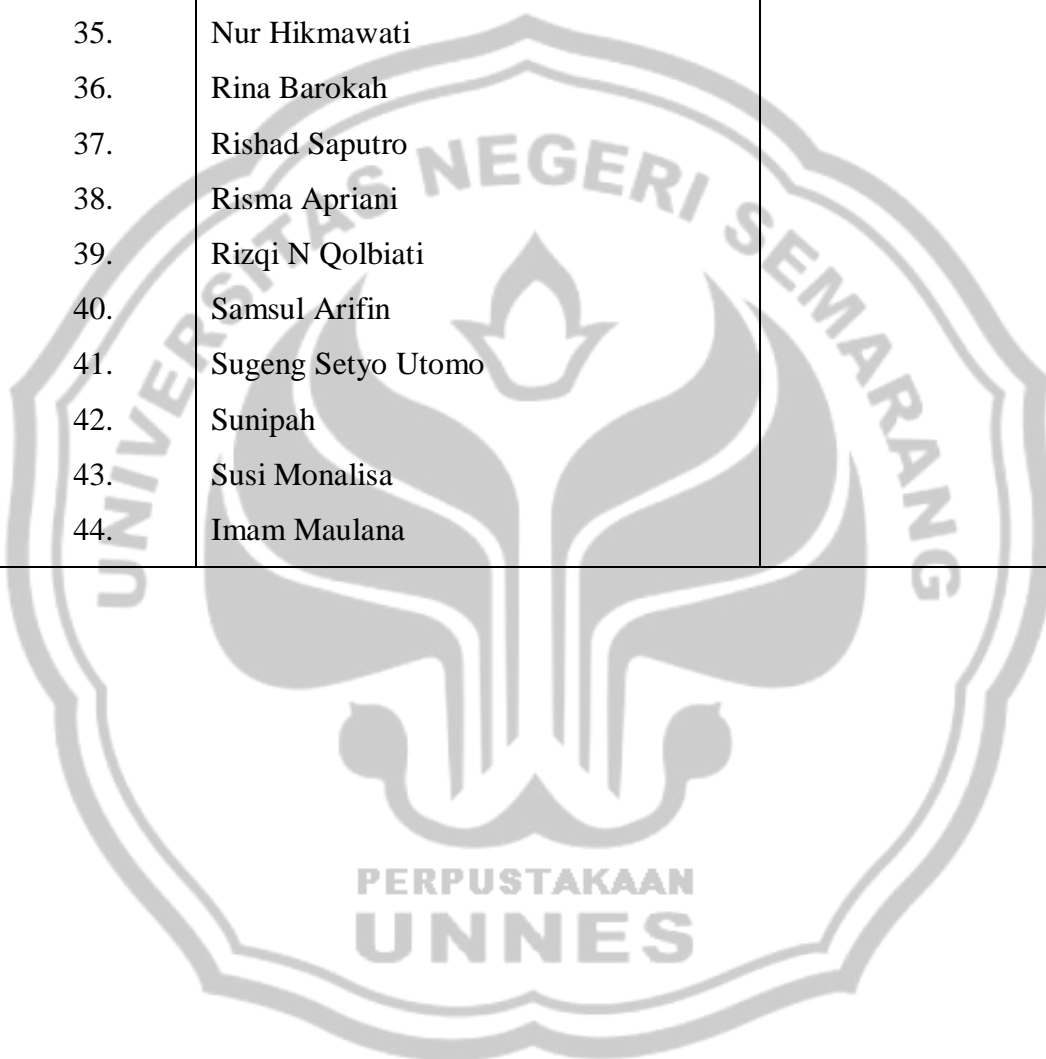 35. Nur Hikmawati
36. Rina Barokah
37. Rishad Saputro
38. Risma Apriani
39. Rizqi N Qolbiati
40. Samsul Arifin
41. Sugeng Setyo Utomo
42. Sunipah
43. Susi Monalisa
44. Imam Maulana
UNIVERSITAS NEGERI SEMARANG
PERPUSTAKAAN
UNNES